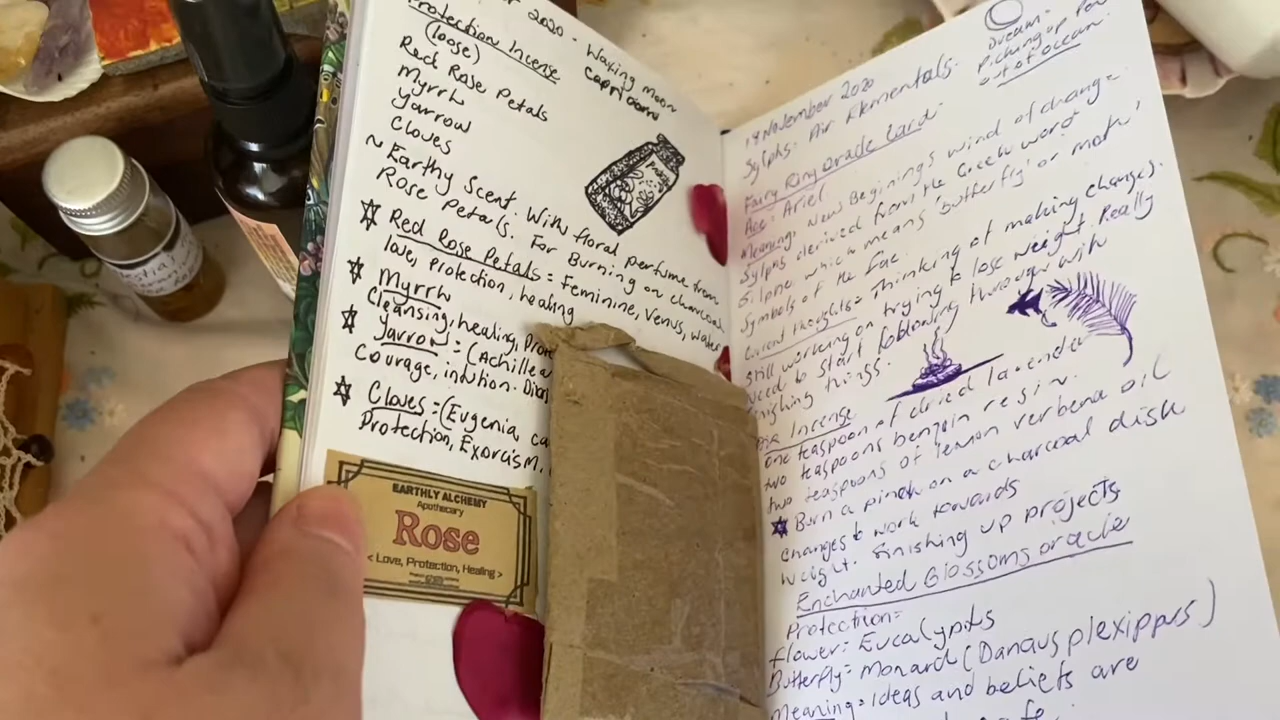 2020 - Waxing moon
Capricorn
Protection Incense
(loose)
Red Rose Petals
Myrrh
Yarrow
Cloves
~ Earthy Scent. With floral perfume from
Rose Petals. For Burning on charcoal.
Red Rose Petals = Feminine, Venus, Water
love, protection, healing
Myrrh
Cleansing, healing, Prote
Yarrow = (Achillea
Courage, intution. Divi
Cloves = (Eugenia, ca
Protection, Exorcism.
EARTHLY ALCHEMY
Apothecary
Rose
< Love, Protection, Healing >
Dream -
Picking up
out of ocean.
18 November 2020
Sylphs: Air Elementals.
Fairy Ring Oracle Card
Ace = Ariel
Meaning: New Beginings wind of change.
Sylphs derived from the Greek word
Silphe which means 'butterfly' or moth,
Symbols of the Fae.
Current thoughts = Thinking of making changes.
Still working on trying to lose weight. Really
need to start following through with
finishing things.
Air Incense
one teaspoon of dried lavender
two teaspoons benzoin resin.
two teaspoons of lemon verbena oil
Burn a pinch on a charcoal disk
Changes to work towards
Weight. Finishing up projects
Enchanted Blossoms oracle
Protection =
Flower = Eucalyptus
Butterfly = Monarch (Danaus plexippus)
Meaning = Ideas and beliefs are